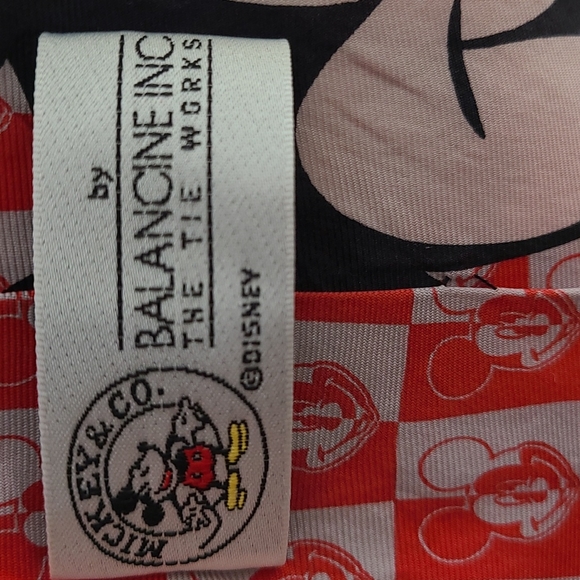 MICKEY & CO.
by
BALANCINE INC
THE TIE WORKS
©DISNEY